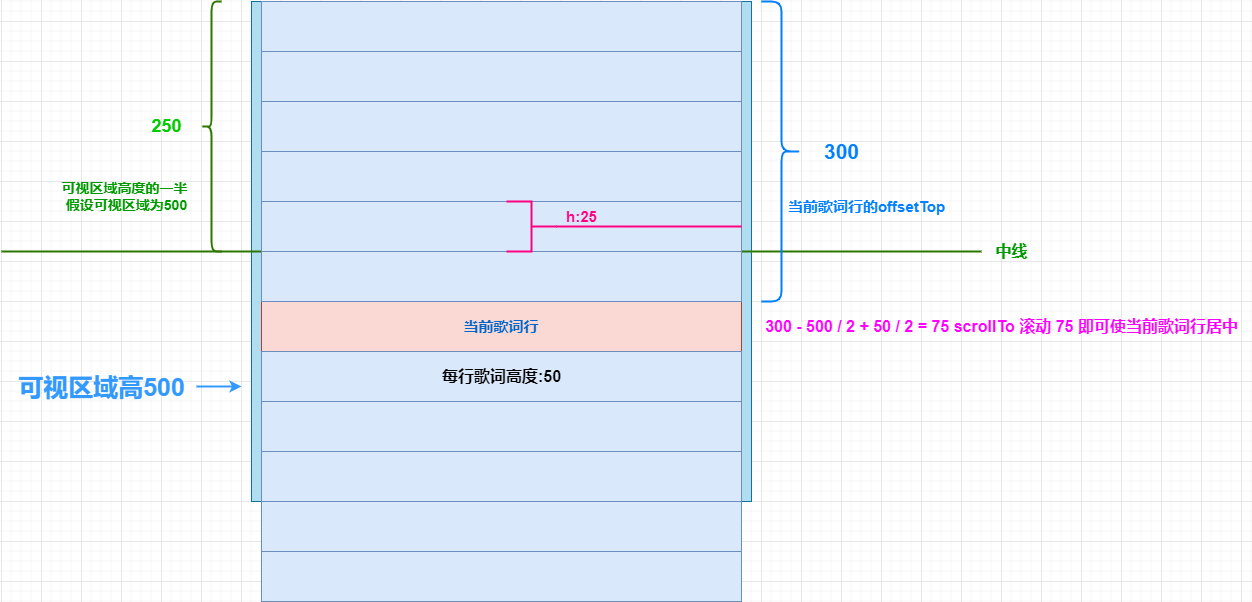 250
300
可视区域高度的一半
假设可视区域为500
当前歌词行的offsetTop
h:25
中线
当前歌词行
300 - 500 / 2 + 50 / 2 = 75 scrollTo 滚动 75 即可使当前歌词行居中
每行歌词高度:50
可视区域高500